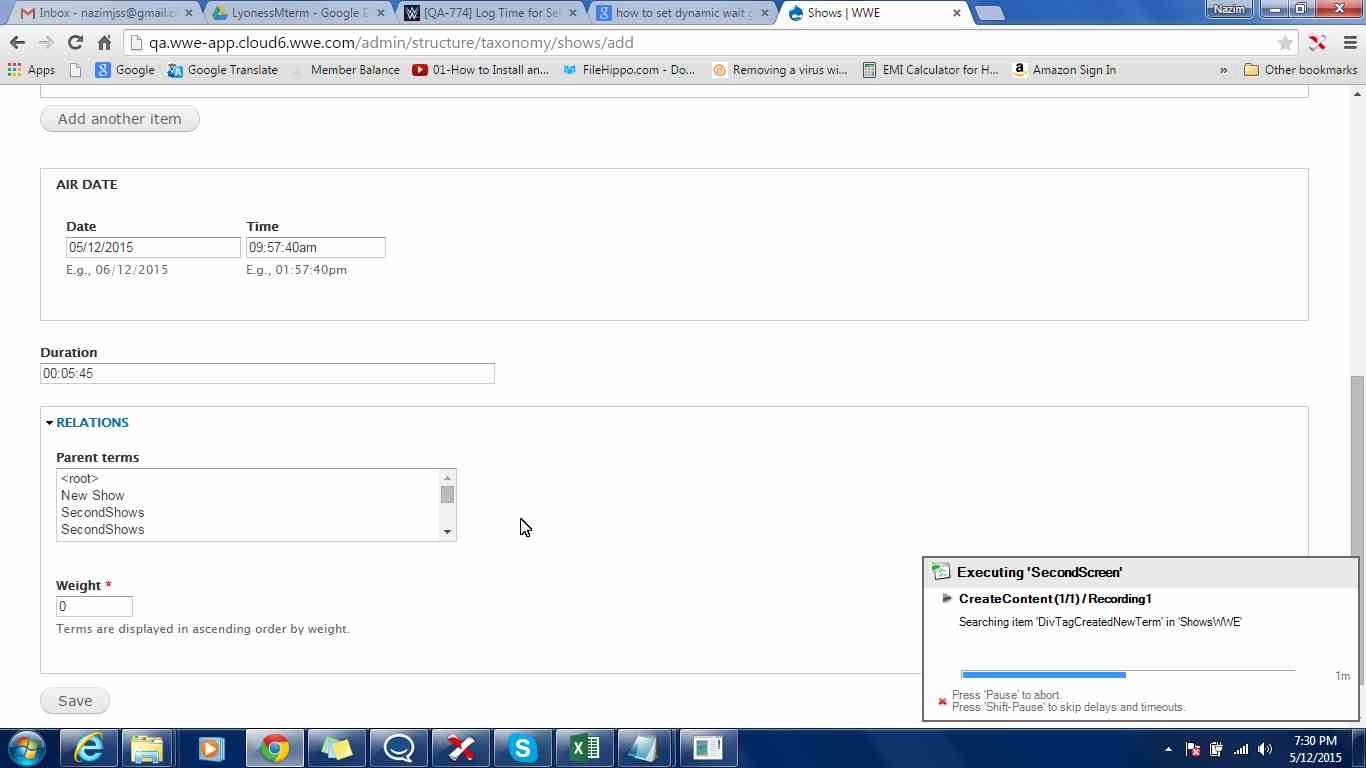 Inbox - nazimjss@gmail.c
LyonessMterm - Google D
[QA-774] Log Time for Sel
how to set dynamic wait g
Shows | WWE
Nazim
qa.wwe-app.cloud6.wwe.com/admin/structure/taxonomy/shows/add
Apps
Google
Google Translate
Member Balance
01-How to Install an...
FileHippo.com - Do...
Removing a virus wi...
EMI Calculator for H...
Amazon Sign In
»
Other bookmarks
Add another item
AIR DATE
Date Time
05/12/2015 09:57:40am
E.g., 06/12/2015 E.g., 01:57:40pm
Duration
00:05:45
RELATIONS
Parent terms
<root>
New Show
SecondShows
SecondShows
Weight *
0
Terms are displayed in ascending order by weight.
Save
Executing 'SecondScreen'
CreateContent (1/1) / Recording1
Searching item 'DivTagCreatedNewTerm' in 'ShowsWWE'
1m
Press 'Pause' to abort.
Press 'Shift-Pause' to skip delays and timeouts.
7:30 PM
5/12/2015